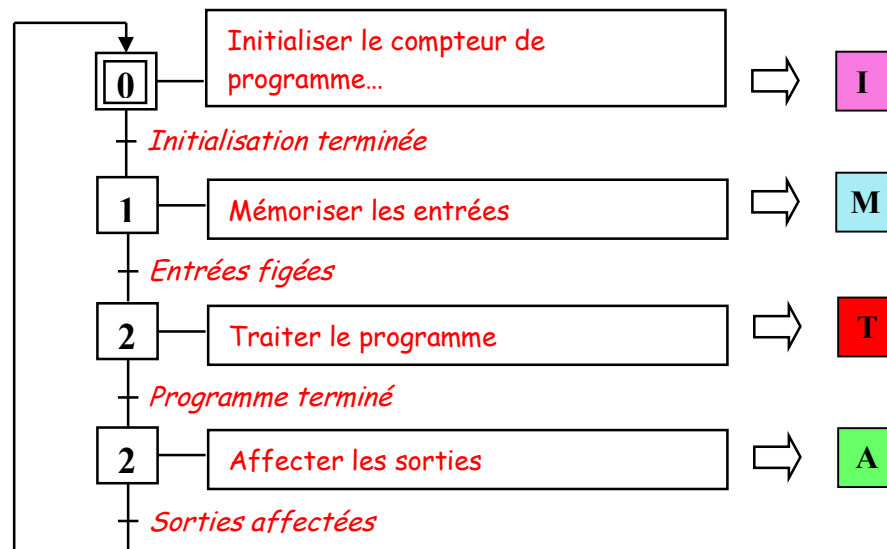 Initialiser le compteur de
0
programme…
I
Initialisation terminée
1
Mémoriser les entrées
M
Entrées figées
2
Traiter le programme
T
Programme terminé
2
Affecter les sorties
A
Sorties affectées